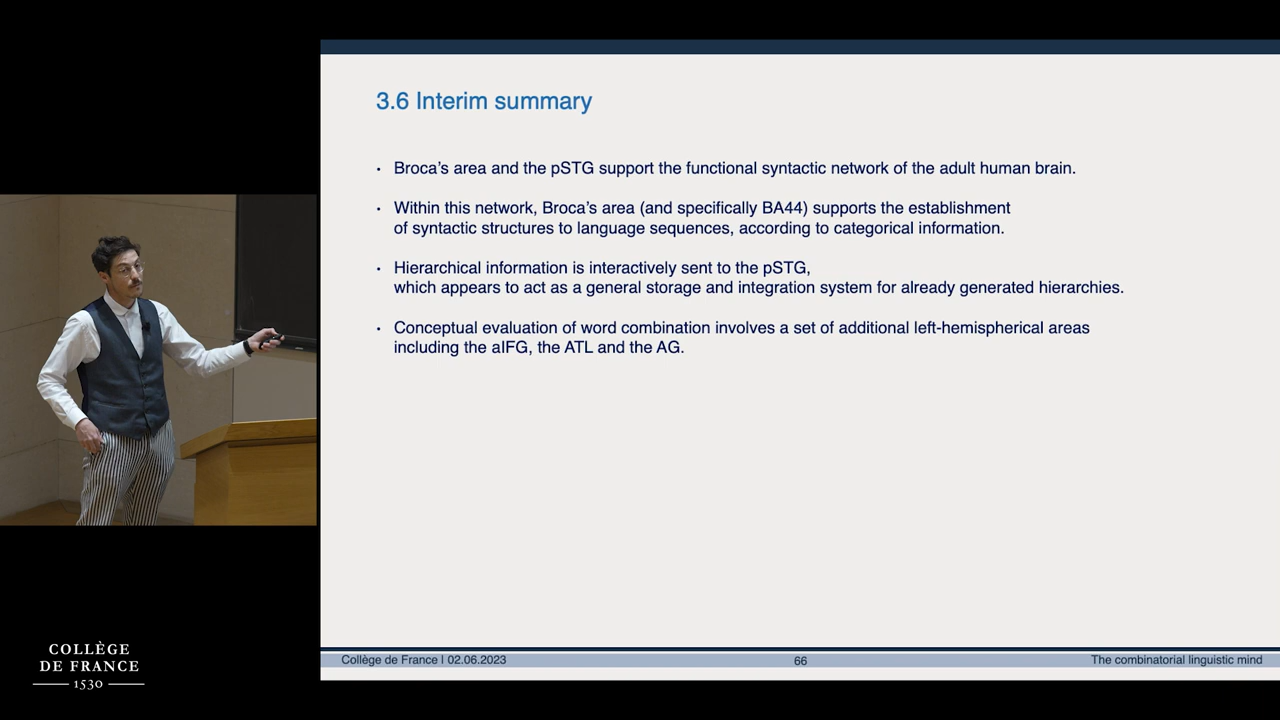 3.6 Interim summary
• Broca’s area and the pSTG support the functional syntactic network of the adult human brain.
• Within this network, Broca’s area (and specifically BA44) supports the establishment
of syntactic structures to language sequences, according to categorical information.
• Hierarchical information is interactively sent to the pSTG,
which appears to act as a general storage and integration system for already generated hierarchies.
• Conceptual evaluation of word combination involves a set of additional left-hemispherical areas
including the aIFG, the ATL and the AG.
Collège de France I 02.06.2023
66
The combinatorial linguistic mind
COLLÈGE
DE FRANCE
1530